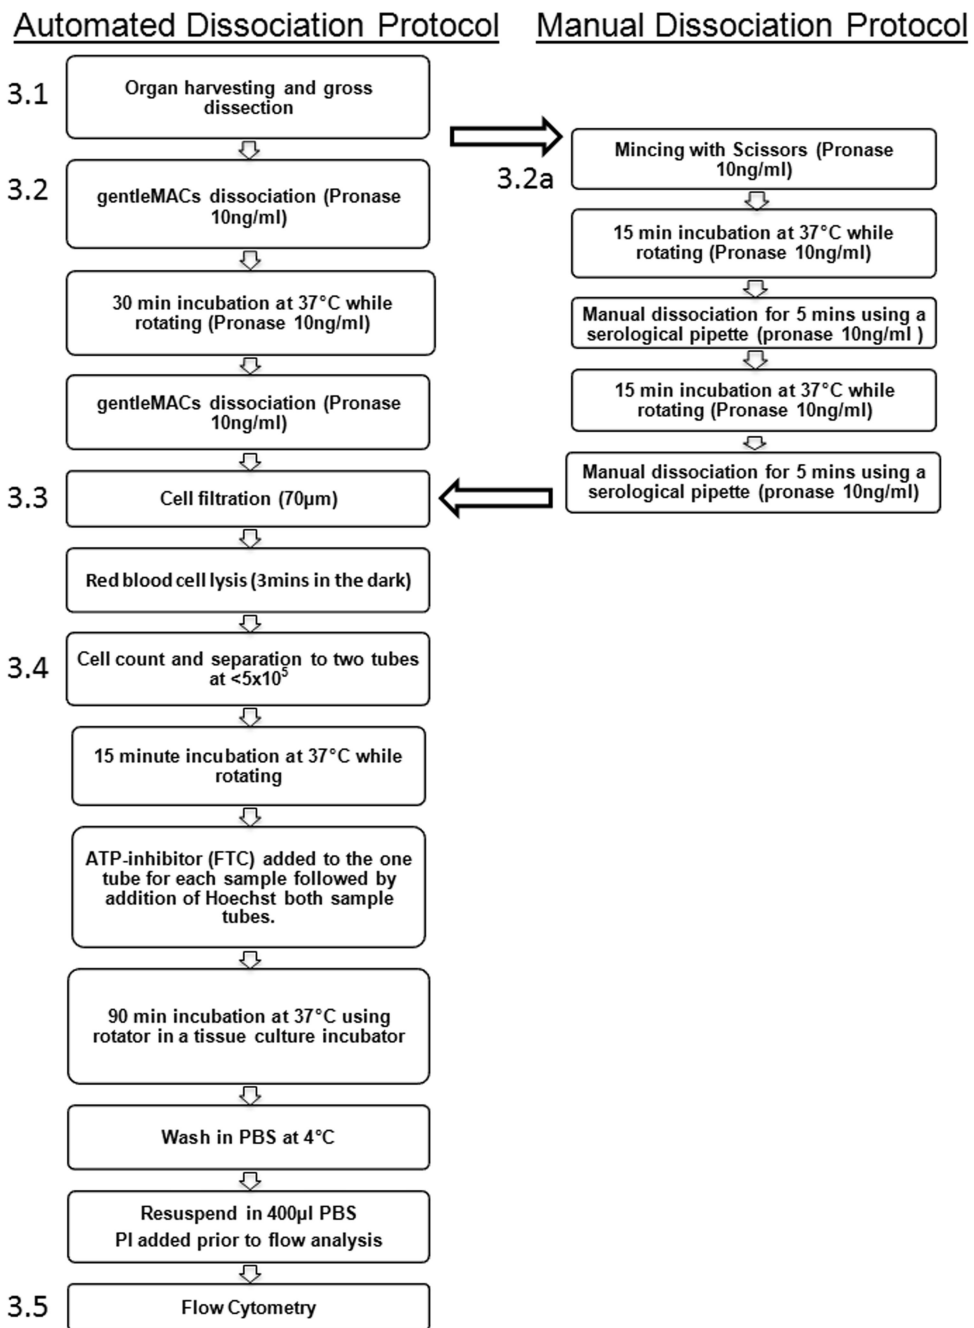 Automated Dissociation Protocol
Manual Dissociation Protocol
3.1
Organ harvesting and gross
dissection
3.2
gentleMACs dissociation (Pronase
10ng/ml)
30 min incubation at 37°C while
rotating (Pronase 10ng/ml)
gentleMACs dissociation (Pronase
10ng/ml)
3.2a
Mincing with Scissors (Pronase
10ng/ml)
15 min incubation at 37°C while
rotating (Pronase 10ng/ml)
Manual dissociation for 5 mins using a
serological pipette (pronase 10ng/ml )
15 min incubation at 37°C while
rotating (Pronase 10ng/ml)
Manual dissociation for 5 mins using a
serological pipette (pronase 10ng/ml)
3.3
Cell filtration (70µm)
Red blood cell lysis (3mins in the dark)
3.4
Cell count and separation to two tubes
at <5x10⁵
15 minute incubation at 37°C while
rotating
ATP-inhibitor (FTC) added to the one
tube for each sample followed by
addition of Hoechst both sample
tubes.
90 min incubation at 37°C using
rotator in a tissue culture incubator
Wash in PBS at 4°C
Resuspend in 400µl PBS
PI added prior to flow analysis
3.5
Flow Cytometry